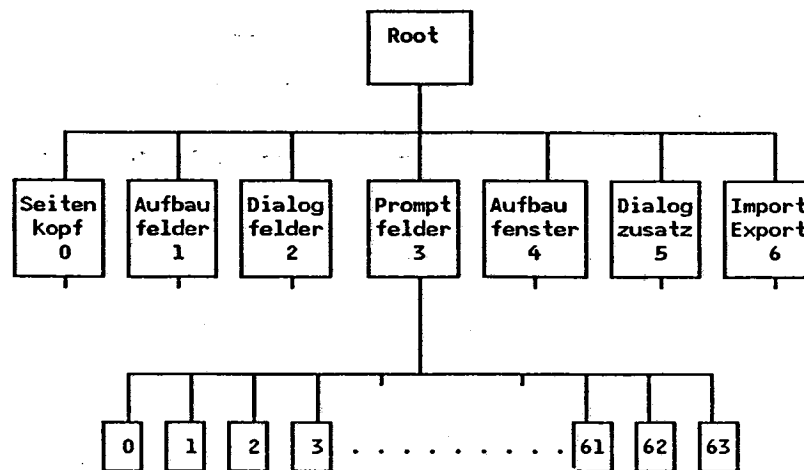 Root
Seiten Aufbau Dialog Prompt Aufbau Dialog Import
kopf felder felder felder fenster zusatz Export
0 1 2 3 4 5 6
0 1 2 3 . . . . . . . . . . 61 62 63